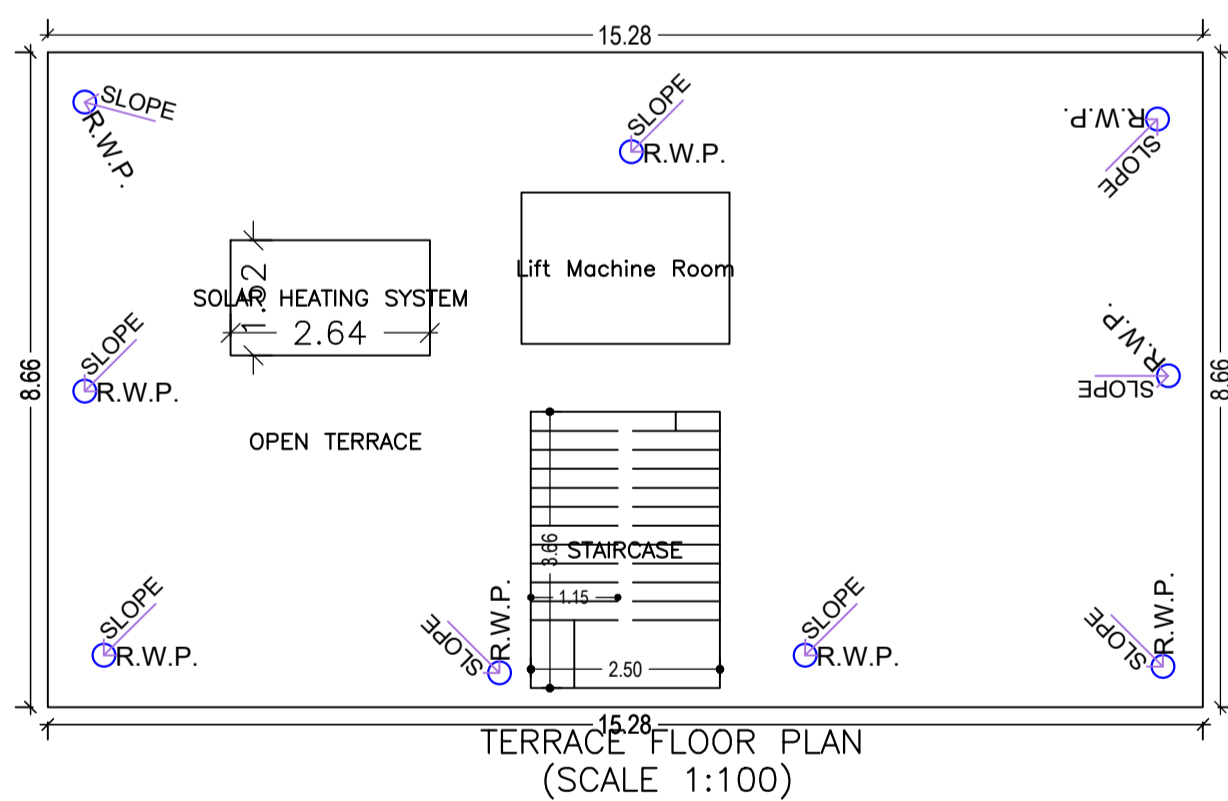 15.28
SLOPE
R.W.P.
SLOPE
R.W.P.
R.W.P.
SLOPE
Lift Machine Room
1.52
SOLAR HEATING SYSTEM
2.64
SLOPE
R.W.P.
R.W.P.
SLOPE
8.66
8.66
OPEN TERRACE
3.66
STAIRCASE
1.15
2.50
SLOPE
R.W.P.
SLOPE
R.W.P.
SLOPE
R.W.P.
SLOPE
R.W.P.
15.28
TERRACE FLOOR PLAN
(SCALE 1:100)